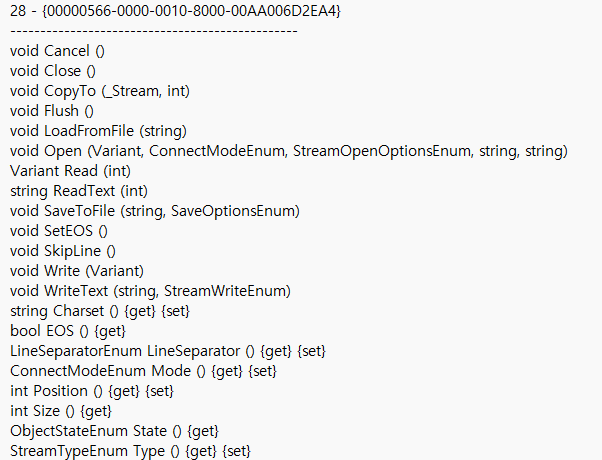 28 - {00000566-0000-0010-8000-00AA006D2EA4}
------------------------------------------------
void Cancel ()
void Close ()
void CopyTo (_Stream, int)
void Flush ()
void LoadFromFile (string)
void Open (Variant, ConnectModeEnum, StreamOpenOptionsEnum, string, string)
Variant Read (int)
string ReadText (int)
void SaveToFile (string, SaveOptionsEnum)
void SetEOS ()
void SkipLine ()
void Write (Variant)
void WriteText (string, StreamWriteEnum)
string Charset () {get} {set}
bool EOS () {get}
LineSeparatorEnum LineSeparator () {get} {set}
ConnectModeEnum Mode () {get} {set}
int Position () {get} {set}
int Size () {get}
ObjectStateEnum State () {get}
StreamTypeEnum Type () {get} {set}